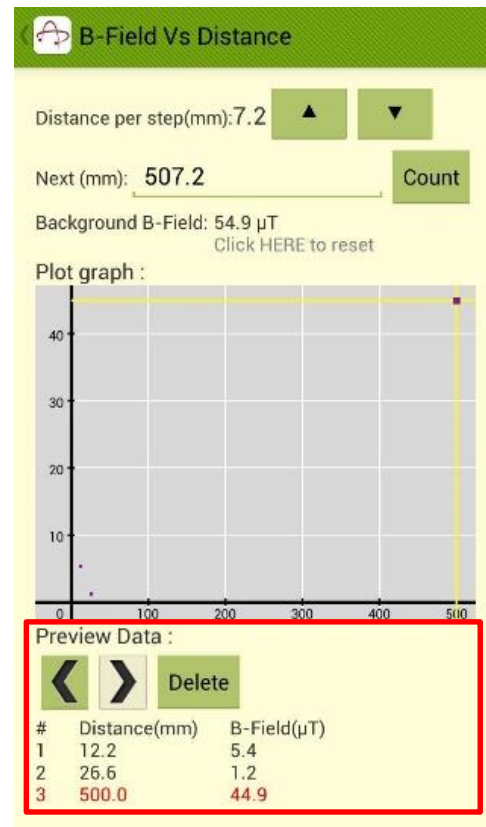 B-Field Vs Distance
Distance per step(mm):7.2 ▲ ▼
Next (mm): 507.2 Count
Background B-Field: 54.9 µT
Click HERE to reset
Plot graph :
40
30
20
10
0 100 200 300 400 500
Preview Data :
❮ ❯ Delete
# Distance(mm) B-Field(µT)
1 12.2 5.4
2 26.6 1.2
3 500.0 44.9